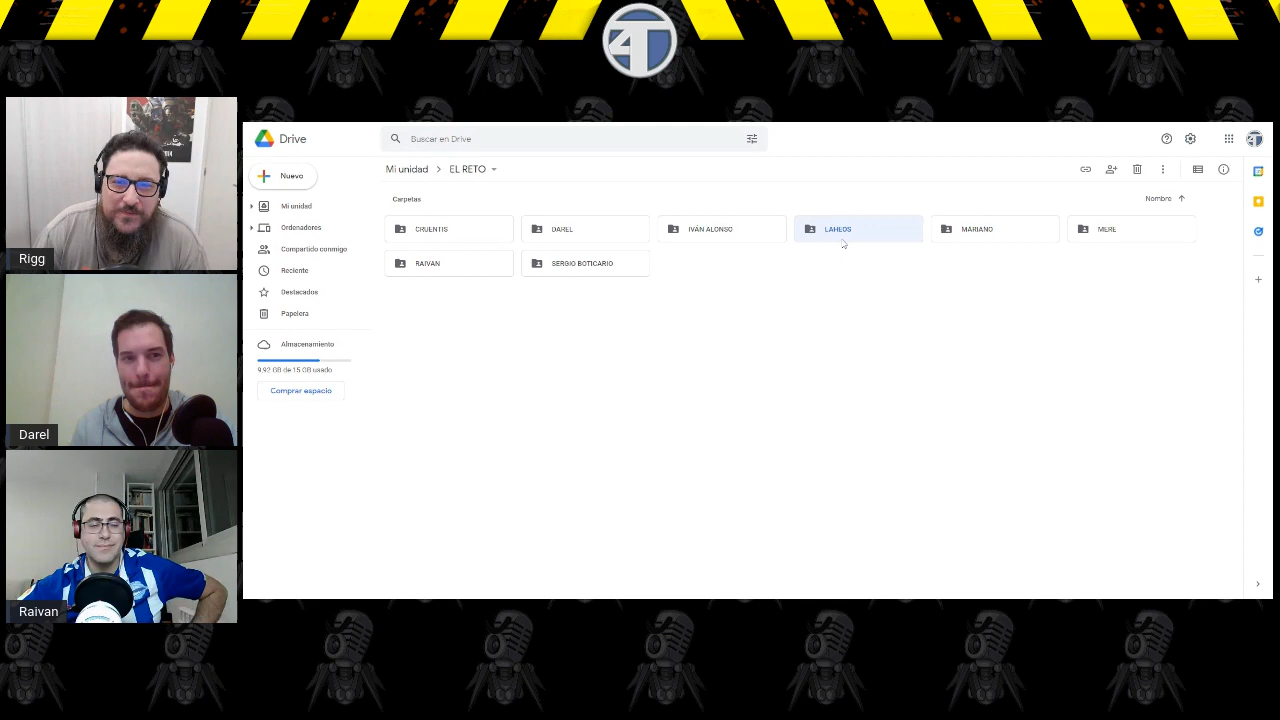 4T
Rigg
Darel
Raivan
Drive
Buscar en Drive
Nuevo
Mi unidad
Ordenadores
Compartido conmigo
Reciente
Destacados
Papelera
Almacenamiento
9,92 GB de 15 GB usado
Comprar espacio
Mi unidad > EL RETO
Carpetas
Nombre
CRUENTIS
DAREL
IVÁN ALONSO
LAHEOS
MARIANO
MERE
RAIVAN
SERGIO BOTICARIO